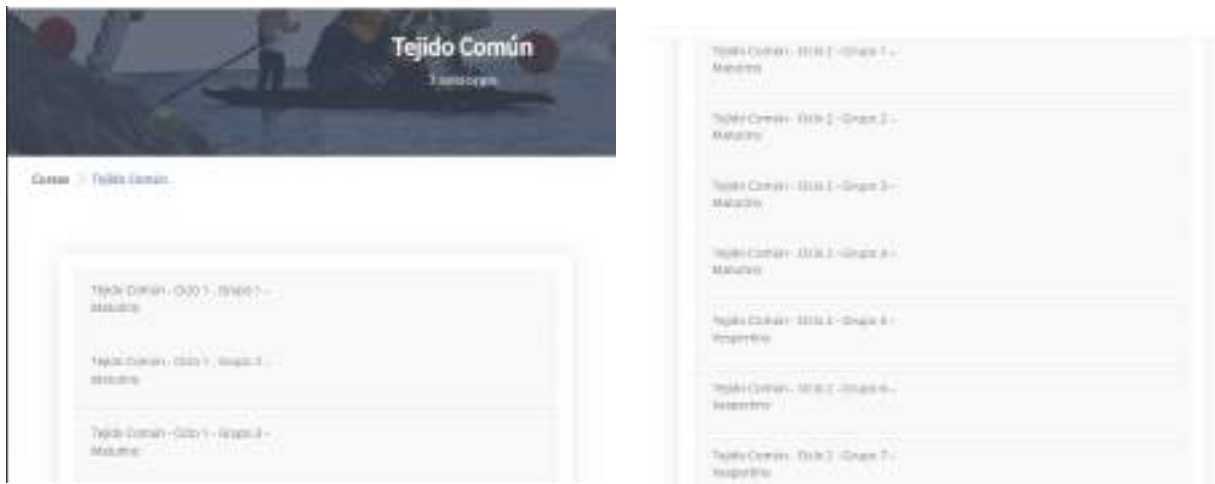 Tejido Común
Cursos > Tejido Común
Tejido Común - Ciclo 1 - Grupo 1 –
Matutino
Tejido Común - Ciclo 1 - Grupo 2 –
Matutino
Tejido Común - Ciclo 1 - Grupo 3 –
Matutino
Tejido Común - Ciclo 2 - Grupo 1 –
Matutino
Tejido Común - Ciclo 2 - Grupo 2 –
Matutino
Tejido Común - Ciclo 2 - Grupo 3 –
Matutino
Tejido Común - Ciclo 2 - Grupo 4 –
Matutino
Tejido Común - Ciclo 2 - Grupo 5 –
Vespertino
Tejido Común - Ciclo 2 - Grupo 6 –
Vespertino
Tejido Común - Ciclo 2 - Grupo 7 –
Vespertino